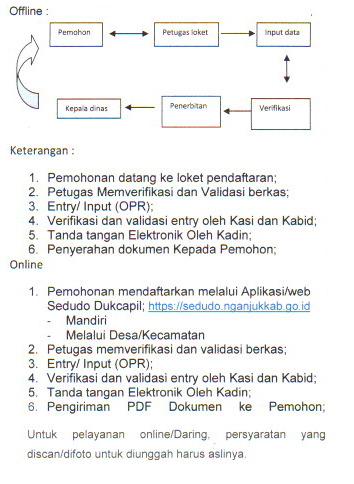 Offline :
Pemohon
Petugas loket
Input data
Kepala dinas
Penerbitan
Verifikasi
Keterangan :
1. Pemohonan datang ke loket pendaftaran;
2. Petugas Memverifikasi dan Validasi berkas;
3. Entry/ Input (OPR);
4. Verifikasi dan validasi entry oleh Kasi dan Kabid;
5. Tanda tangan Elektronik Oleh Kadin;
6. Penyerahan dokumen Kepada Pemohon;
Online
1. Pemohonan mendaftarkan melalui Aplikasi/web
Sedudo Dukcapil; https://sedudo.nganjukkab.go.id
- Mandiri
- Melalui Desa/Kecamatan
2. Petugas memverifikasi dan validasi berkas;
3. Entry/ Input (OPR);
4. Verifikasi dan validasi entry oleh Kasi dan Kabid;
5. Tanda tangan Elektronik Oleh Kadin;
6. Pengiriman PDF Dokumen ke Pemohon;
Untuk pelayanan online/Daring, persyaratan yang
discan/difoto untuk diunggah harus aslinya.